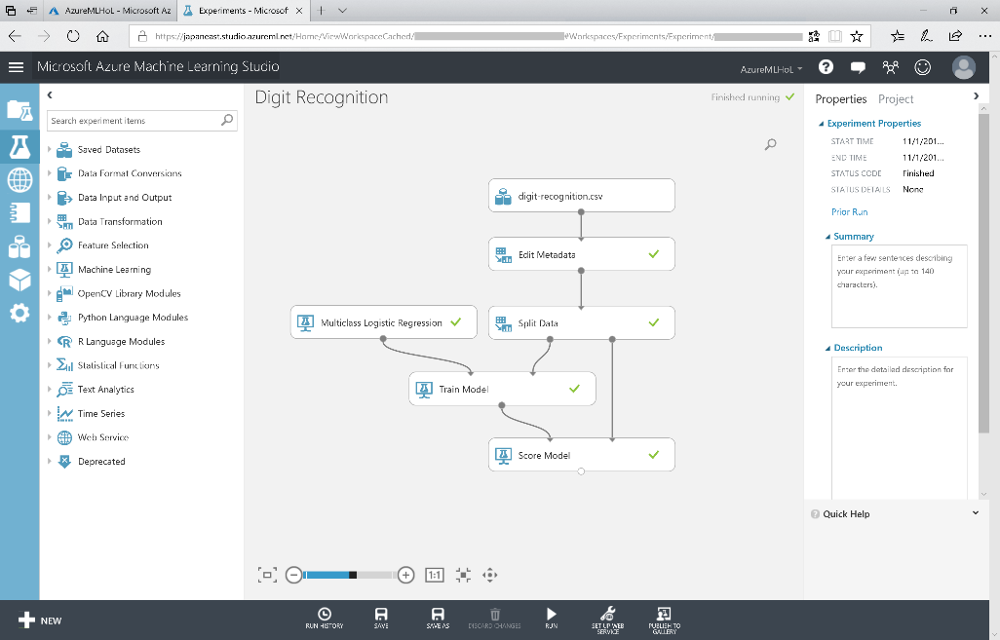 AzureMLHoL - Microsoft Az
Experiments - Microsof
https://japaneast.studio.azureml.net/Home/ViewWorkspaceCached/
#Workspaces/Experiments/Experiment/
Microsoft Azure Machine Learning Studio
AzureMLHoL
Search experiment items
Saved Datasets
Data Format Conversions
Data Input and Output
Data Transformation
Feature Selection
Machine Learning
OpenCV Library Modules
Python Language Modules
R Language Modules
Statistical Functions
Text Analytics
Time Series
Web Service
Deprecated
Digit Recognition
Finished running
digit-recognition.csv
Edit Metadata
Multiclass Logistic Regression
Split Data
Train Model
Score Model
1:1
Properties Project
Experiment Properties
START TIME 11/1/201...
END TIME 11/1/201...
STATUS CODE Finished
STATUS DETAILS None
Prior Run
Summary
Enter a few sentences describing
your experiment (up to 140
characters).
Description
Enter the detailed description for
your experiment.
Quick Help
NEW
RUN HISTORY
SAVE
SAVE AS
DISCARD CHANGES
RUN
SET UP WEB
SERVICE
PUBLISH TO
GALLERY